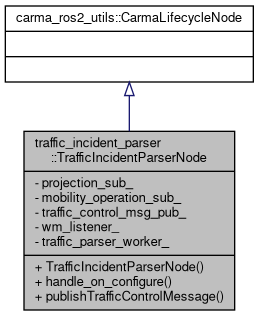 carma_ros2_utils::CarmaLifecycleNode
traffic_incident_parser
::TrafficIncidentParserNode
- projection_sub_
- mobility_operation_sub_
- traffic_control_msg_pub_
- wm_listener_
- traffic_parser_worker_
+ TrafficIncidentParserNode()
+ handle_on_configure()
+ publishTrafficControlMessage()